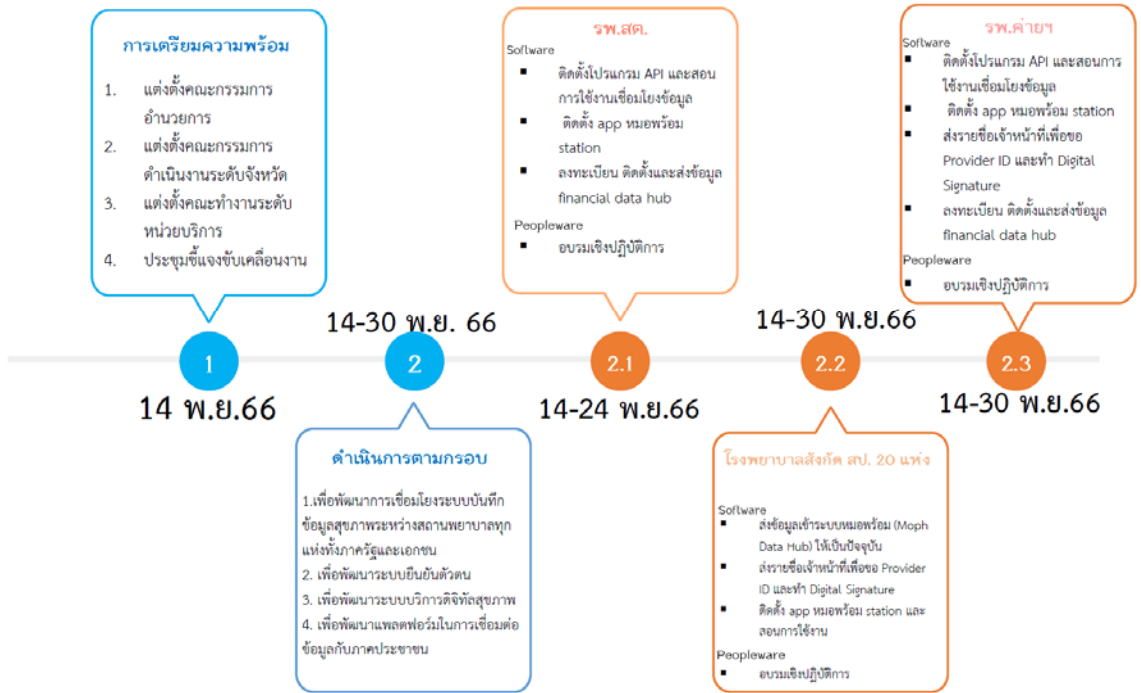 การเตรียมความพร้อม
1. แต่งตั้งคณะกรรมการ
อำนวยการ
2. แต่งตั้งคณะกรรมการ
ดำเนินงานระดับจังหวัด
3. แต่งตั้งคณะทำงานระดับ
หน่วยบริการ
4. ประชุมชี้แจงขับเคลื่อนงาน
1
14 พ.ย.66
14-30 พ.ย. 66
2
ดำเนินการตามกรอบ
1.เพื่อพัฒนาการเชื่อมโยงระบบบันทึก
ข้อมูลสุขภาพระหว่างสถานพยาบาลทุก
แห่งทั้งภาครัฐและเอกชน
2. เพื่อพัฒนาระบบยืนยันตัวตน
3. เพื่อพัฒนาระบบบริการดิจิทัลสุขภาพ
4. เพื่อพัฒนาแพลตฟอร์มในการเชื่อมต่อ
ข้อมูลกับภาคประชาชน
รพ.สต.
Software
▪ ติดตั้งโปรแกรม API และสอน
การใช้งานเชื่อมโยงข้อมูล
▪ ติดตั้ง app หมอพร้อม
station
▪ ลงทะเบียน ติดตั้งและส่งข้อมูล
financial data hub
Peopleware
▪ อบรมเชิงปฏิบัติการ
2.1
14-24 พ.ย.66
14-30 พ.ย.66
2.2
โรงพยาบาลสังกัด สป. 20 แห่ง
Software
▪ ส่งข้อมูลเข้าระบบหมอพร้อม (Moph
Data Hub) ให้เป็นปัจจุบัน
▪ ส่งรายชื่อเจ้าหน้าที่เพื่อขอ Provider
ID และทำ Digital Signature
▪ ติดตั้ง app หมอพร้อม station และ
สอนการใช้งาน
Peopleware
▪ อบรมเชิงปฏิบัติการ
รพ.ค่ายฯ
Software
▪ ติดตั้งโปรแกรม API และสอนการ
ใช้งานเชื่อมโยงข้อมูล
▪ ติดตั้ง app หมอพร้อม station
▪ ส่งรายชื่อเจ้าหน้าที่เพื่อขอ
Provider ID และทำ Digital
Signature
▪ ลงทะเบียน ติดตั้งและส่งข้อมูล
financial data hub
Peopleware
▪ อบรมเชิงปฏิบัติการ
2.3
14-30 พ.ย.66